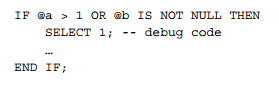 IF @a > 1 OR @b IS NOT NULL THEN
    SELECT 1; -- debug code
    …
END IF;